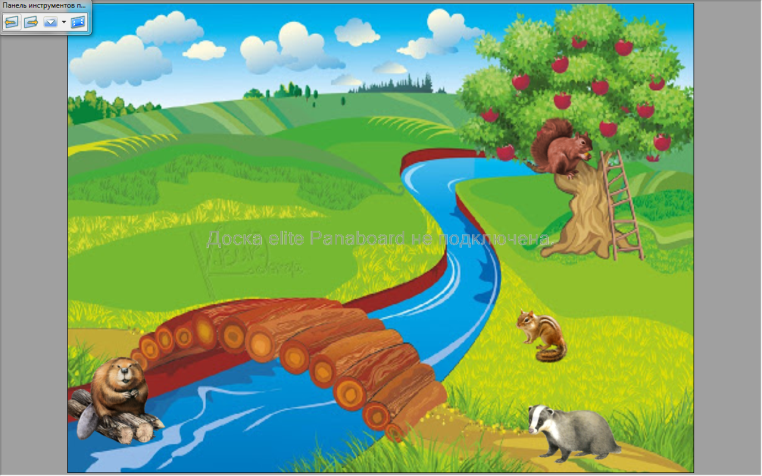 Панель инструментов п...
Доска elite Panaboard не подключена.